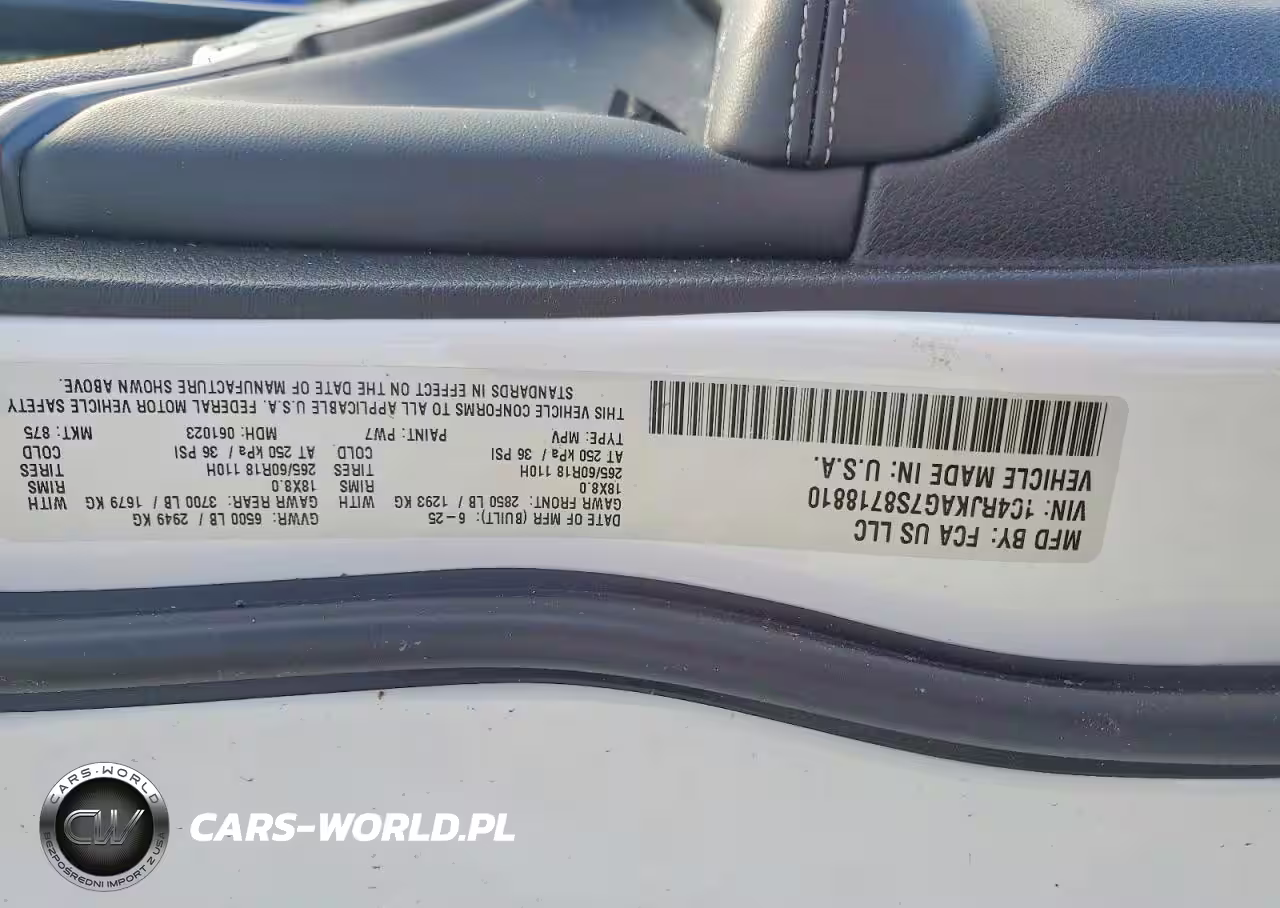 MFD BY: FCA US LLC
VIN: 1C4RJKAG7S8718810
VEHICLE MADE IN: U.S.A.
DATE OF MFR (BUILT): 6-25 GVWR: 6500 LB / 2949 KG
GAWR FRONT: 2850 LB / 1293 KG WITH GAWR REAR: 3700 LB / 1679 KG WITH
18X8.0 RIMS 18X8.0 RIMS
265/60R18 110H TIRES 265/60R18 110H TIRES
AT 250 kPa / 36 PSI COLD AT 250 kPa / 36 PSI COLD
TYPE: MPV PAINT: PW7 MDH: 061023 MKT: 875
THIS VEHICLE CONFORMS TO ALL APPLICABLE U.S.A. FEDERAL MOTOR VEHICLE SAFETY
STANDARDS IN EFFECT ON THE DATE OF MANUFACTURE SHOWN ABOVE.
CARS-WORLD
CW
BEZPOŚREDNI IMPORT Z USA
CARS-WORLD.PL